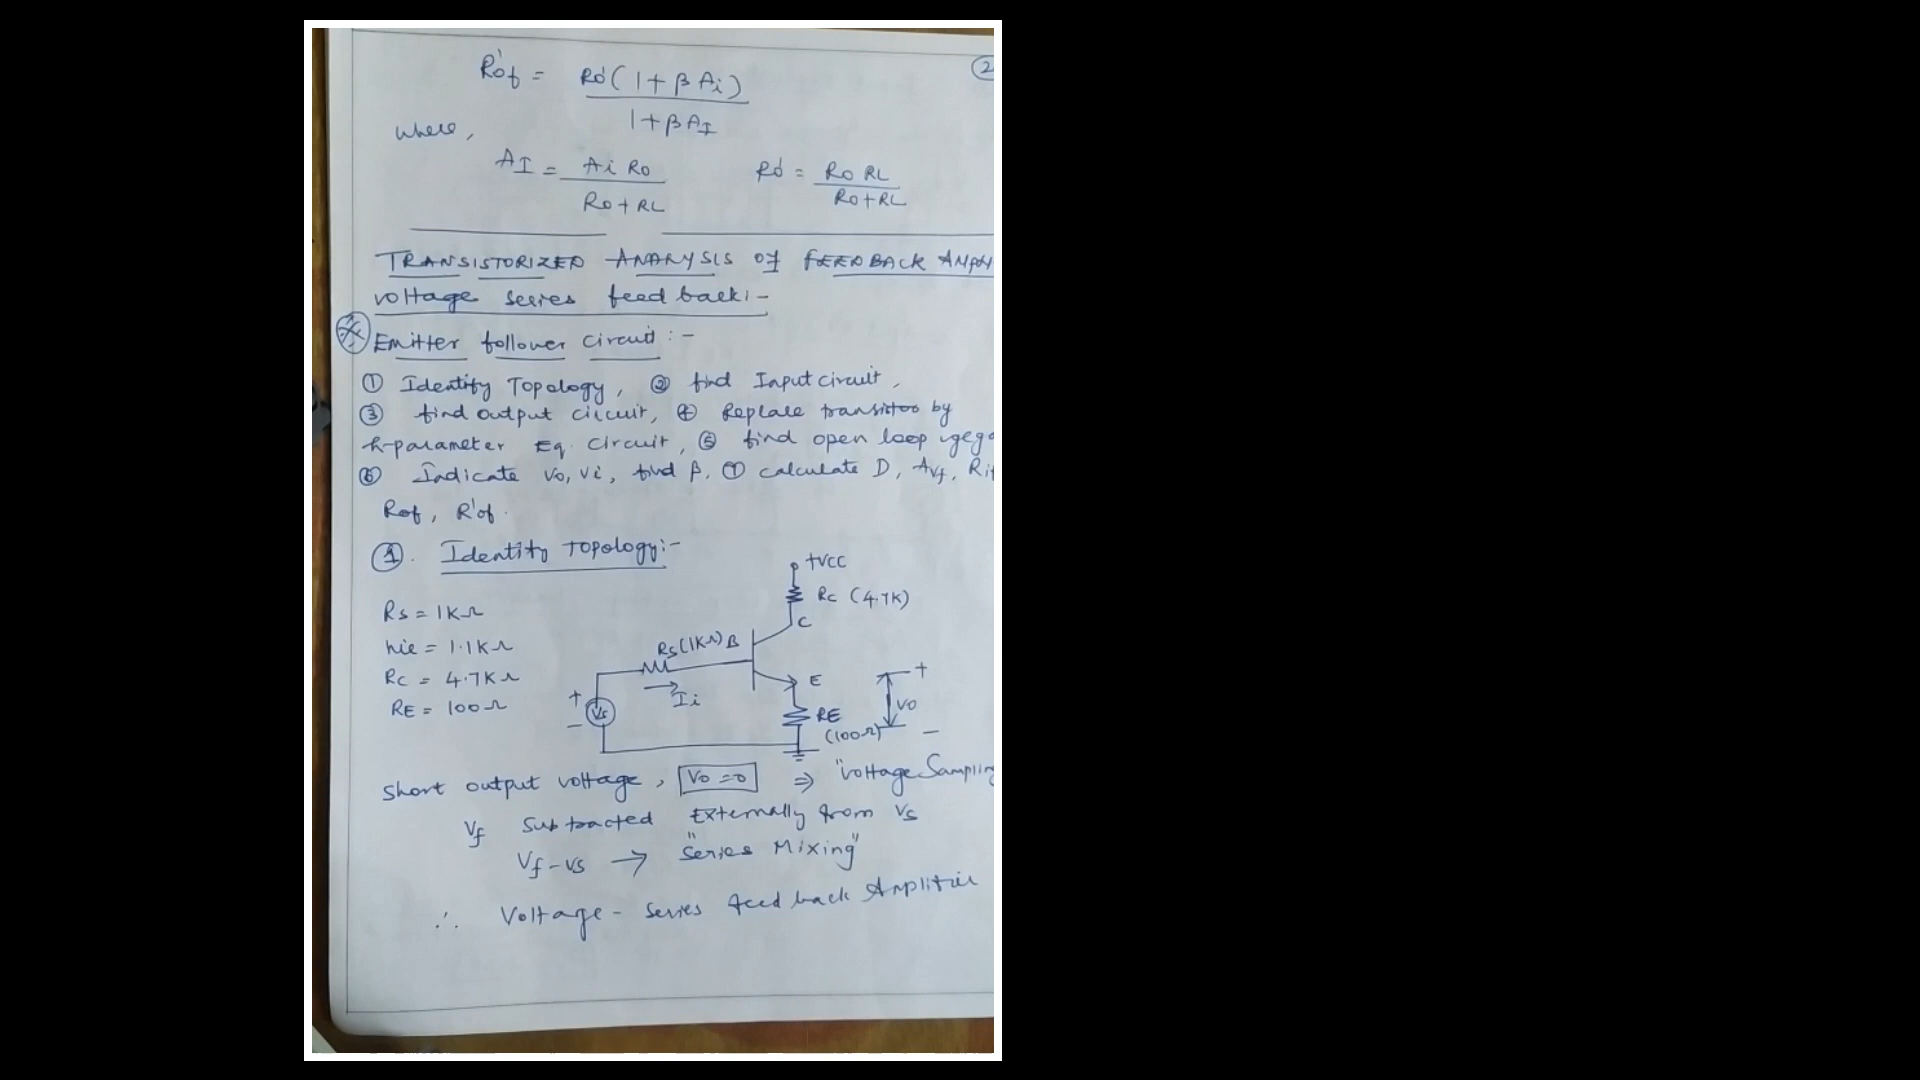 R'of = Ro'(1+βAi)
1+βAI
where,
AI = Ai Ro
Ro+RL
Ro' = Ro RL
Ro+RL
TRANSISTORIZED ANARYSIS Of FEEDBACK
voltage series feed back:-
Emitter follower circuit:-
① Identify Topology, ② find Input circuit,
③ find output circuit, ④ Replace transistor by
h-parameter Eq. circuit, ⑤ find open loop
⑥ Indicate Vo, Vi, find β. ⑦ calculate D, Avf,
Rof, R'of.
①. Identity Topology:-
+VCC
Rc (4.7K)
C
Rs = 1KΩ
hie = 1.1KΩ
Rc = 4.7KΩ
RE = 100Ω
Rs(1KΩ) B
E
+
Ii
+
Vs
−
RE
(100Ω)
Vo
−
Short output voltage, Vo = 0 ⇒ "Voltage
Vf Subtracted Externally from Vs
Vf-Vs → "Series Mixing"
∴ Voltage - Series feed back